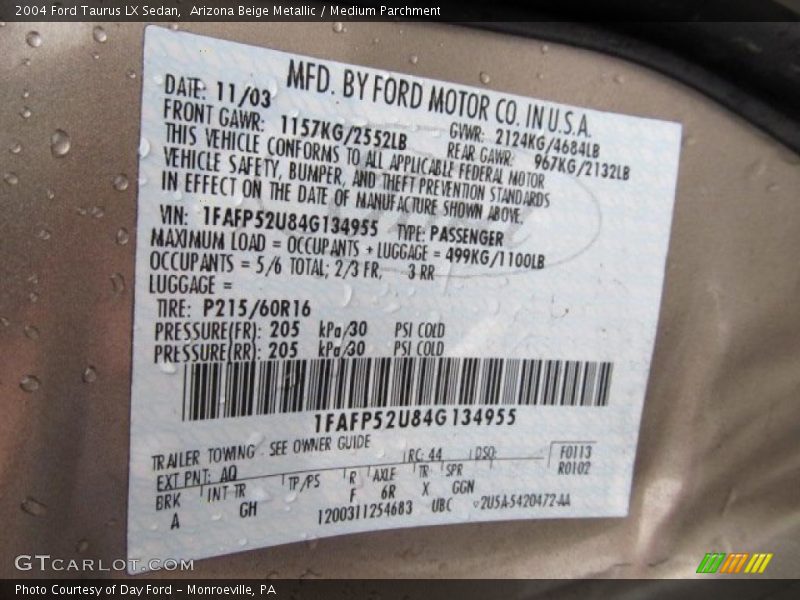 2004 Ford Taurus LX Sedan, Arizona Beige Metallic / Medium Parchment
MFD. BY FORD MOTOR CO. IN U.S.A.
DATE: 11/03 GVWR: 2124KG/4684LB
FRONT GAWR: 1157KG/2552LB REAR GAWR: 967KG/2132LB
THIS VEHICLE CONFORMS TO ALL APPLICABLE FEDERAL MOTOR
VEHICLE SAFETY, BUMPER, AND THEFT PREVENTION STANDARDS
IN EFFECT ON THE DATE OF MANUFACTURE SHOWN ABOVE.
VIN: 1FAFP52U84G134955 TYPE: PASSENGER
MAXIMUM LOAD = OCCUPANTS + LUGGAGE = 499KG/1100LB
OCCUPANTS = 5/6 TOTAL; 2/3 FR, 3 RR
LUGGAGE =
TIRE: P215/60R16
PRESSURE(FR): 205 kPa/30 PSI COLD
PRESSURE(RR): 205 kPa/30 PSI COLD
1FAFP52U84G134955
TRAILER TOWING - SEE OWNER GUIDE
EXT PNT: AQ RC: 44 DSO: F0113
R0102
BRK INT TR TP/PS R AXLE TR SPR
A GH F 6R X GGN
1200311254683 UBC 2U5A-5420472-AA
GTCARLOT.COM
Photo Courtesy of Day Ford - Monroeville, PA